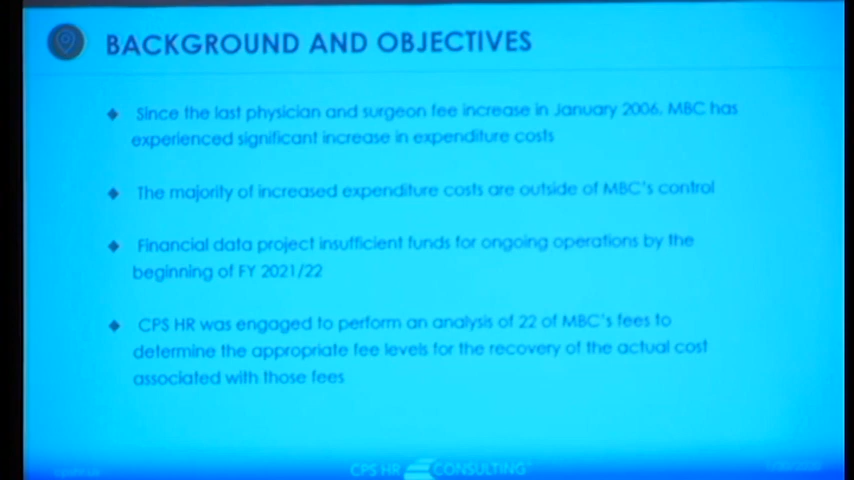 BACKGROUND AND OBJECTIVES
Since the last physician and surgeon fee increase in January 2006, MBC has
experienced significant increase in expenditure costs
The majority of increased expenditure costs are outside of MBC's control
Financial data project insufficient funds for ongoing operations by the
beginning of FY 2021/22
CPS HR was engaged to perform an analysis of 22 of MBC's fees to
determine the appropriate fee levels for the recovery of the actual cost
associated with those fees
CPS HR CONSULTING